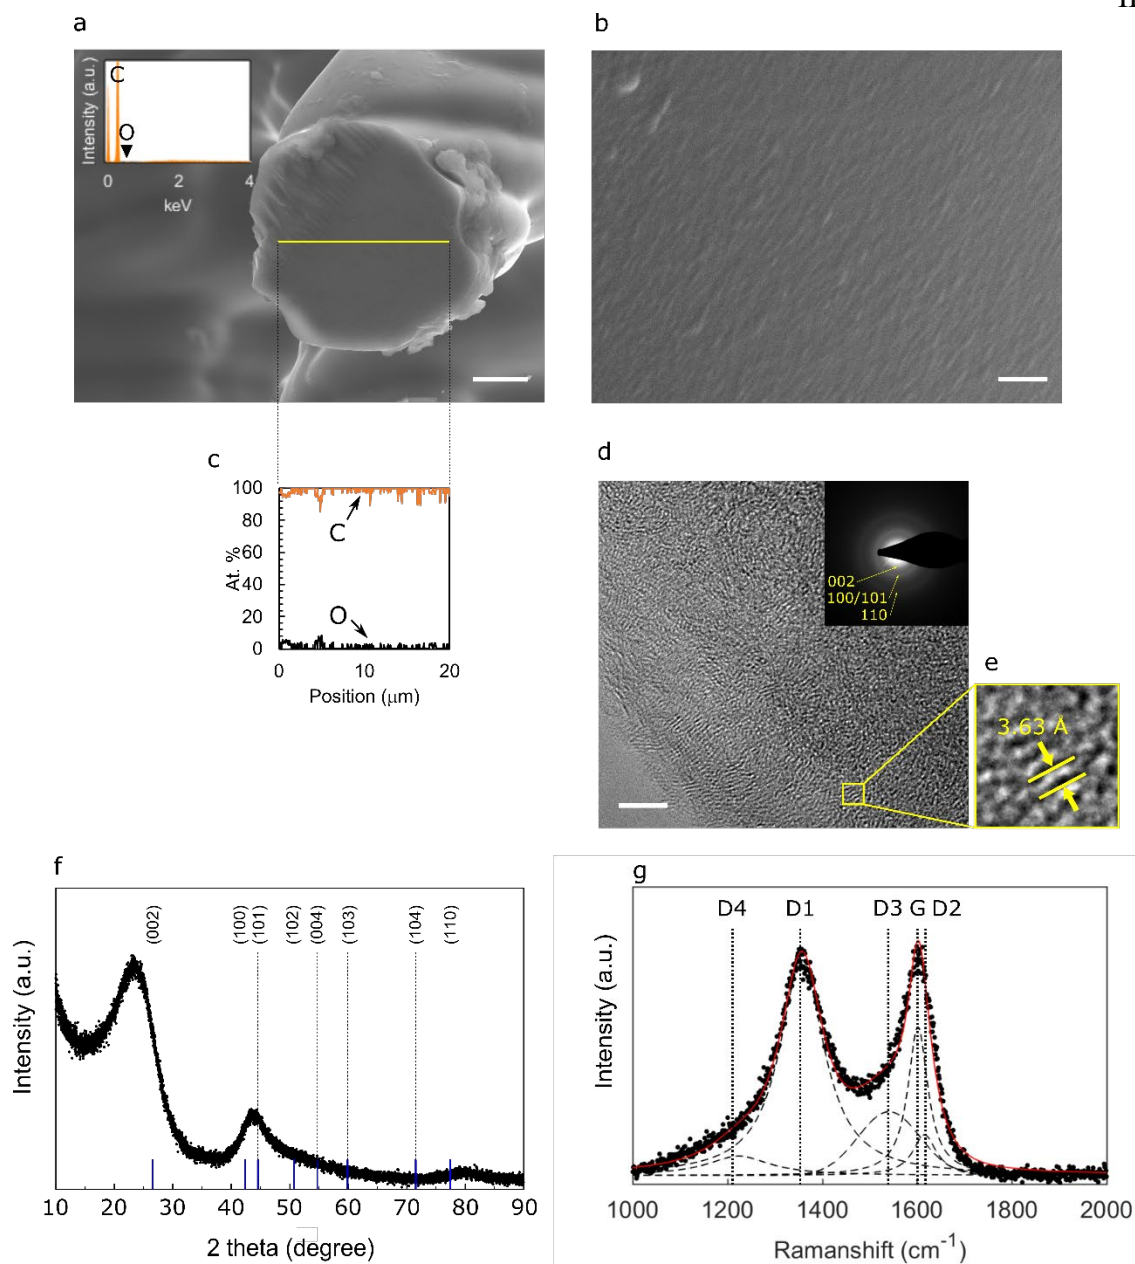 a
b
Intensity (a.u.)
C
O
0 2 4
keV
c
d
100
80
60
40
20
0
At. %
C
O
0 10 20
Position (μm)
002
100/101
110
e
3.63 Å
f
g
(002)
(100)
(101)
(102)
(004)
(103)
(104)
(110)
Intensity (a.u.)
10 20 30 40 50 60 70 80 90
2 theta (degree)
D4 D1 D3 G D2
Intensity (a.u.)
1000 1200 1400 1600 1800 2000
Ramanshift (cm⁻¹)